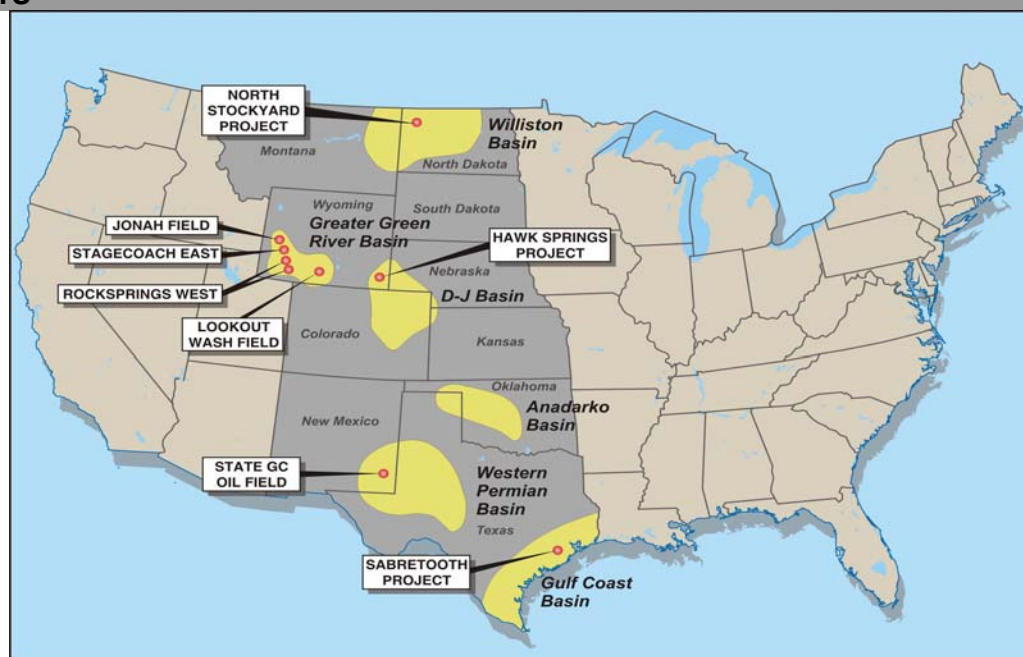 NORTH
STOCKYARD
PROJECT
Williston
Basin
Montana
North Dakota
Wyoming
South Dakota
JONAH FIELD
Greater Green
River Basin
STAGECOACH EAST
HAWK SPRINGS
PROJECT
Nebraska
ROCKSPRINGS WEST
D-J Basin
LOOKOUT
WASH FIELD
Colorado
Kansas
Oklahoma
Anadarko
Basin
New Mexico
STATE GC
OIL FIELD
Western
Permian
Basin
Texas
SABRETOOTH
PROJECT
Gulf Coast
Basin